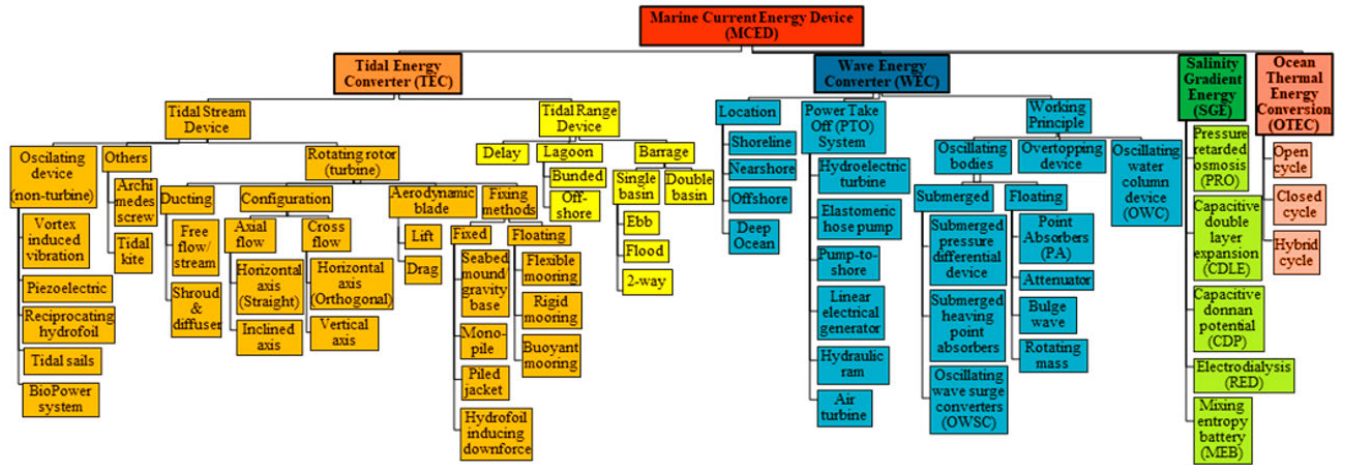 Marine Current Energy Device
(MCED)
Tidal Energy
Converter (TEC)
Wave Energy
Converter (WEC)
Salinity
Gradient
Energy
(SGE)
Ocean
Thermal
Energy
Conversion
(OTEC)
Tidal Stream
Device
Tidal Range
Device
Location
Power Take
Off (PTO)
System
Working
Principle
Oscilating
device
(non-turbine)
Others
Rotating rotor
(turbine)
Delay
Lagoon
Barrage
Bunded
Off-
shore
Single
basin
Double
basin
Ebb
Flood
2-way
Vortex
induced
vibration
Piezoelectric
Reciprocating
hydrofoil
Tidal sails
BioPower
system
Archi
medes
screw
Tidal
kite
Ducting
Configuration
Aerodynamic
blade
Fixing
methods
Free
flow/
stream
Shroud
&
diffuser
Axial
flow
Cross
flow
Horizontal
axis
(Straight)
Inclined
axis
Horizontal
axis
(Orthogonal)
Vertical
axis
Lift
Drag
Fixed
Floating
Seabed
mound/
gravity
base
Mono-
pile
Piled
jacket
Hydrofoil
inducing
downforce
Flexible
mooring
Rigid
mooring
Buoyant
mooring
Shoreline
Nearshore
Offshore
Deep
Ocean
Hydroelectric
turbine
Elastomeric
hose pump
Pump-to-
shore
Linear
electrical
generator
Hydraulic
ram
Air
turbine
Oscillating
bodies
Overtopping
device
Oscillating
water
column
device
(OWC)
Submerged
Floating
Submerged
pressure
differential
device
Submerged
heaving
point
absorbers
Oscillating
wave surge
converters
(OWSC)
Point
Absorbers
(PA)
Attenuator
Bulge
wave
Rotating
mass
Pressure
retarded
osmosis
(PRO)
Capacitive
double
layer
expansion
(CDLE)
Capacitive
donnan
potential
(CDP)
Electrodialysis
(RED)
Mixing
entropy
battery
(MEB)
Open
cycle
Closed
cycle
Hybrid
cycle